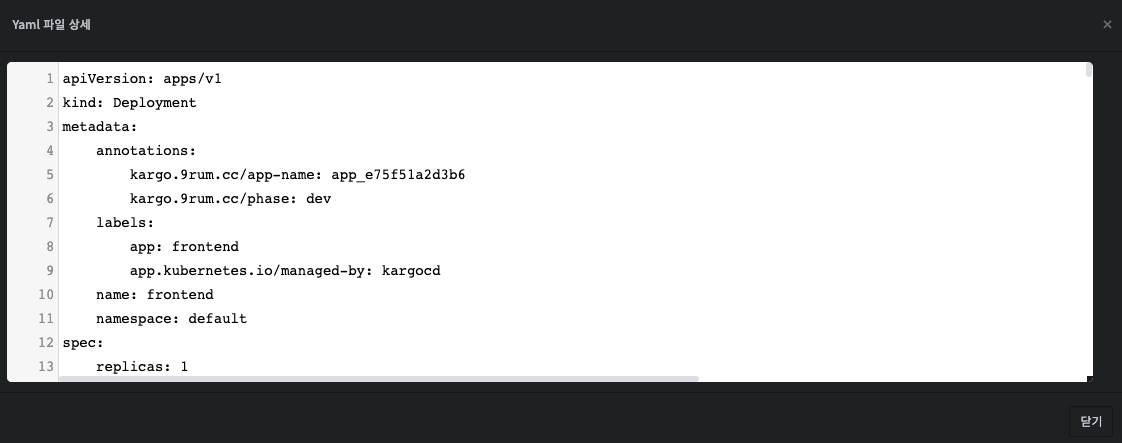 Yaml 파일 상세
×
1 apiVersion: apps/v1
2 kind: Deployment
3 metadata:
4     annotations:
5         kargo.9rum.cc/app-name: app_e75f51a2d3b6
6         kargo.9rum.cc/phase: dev
7     labels:
8         app: frontend
9         app.kubernetes.io/managed-by: kargocd
10     name: frontend
11     namespace: default
12 spec:
13     replicas: 1
닫기